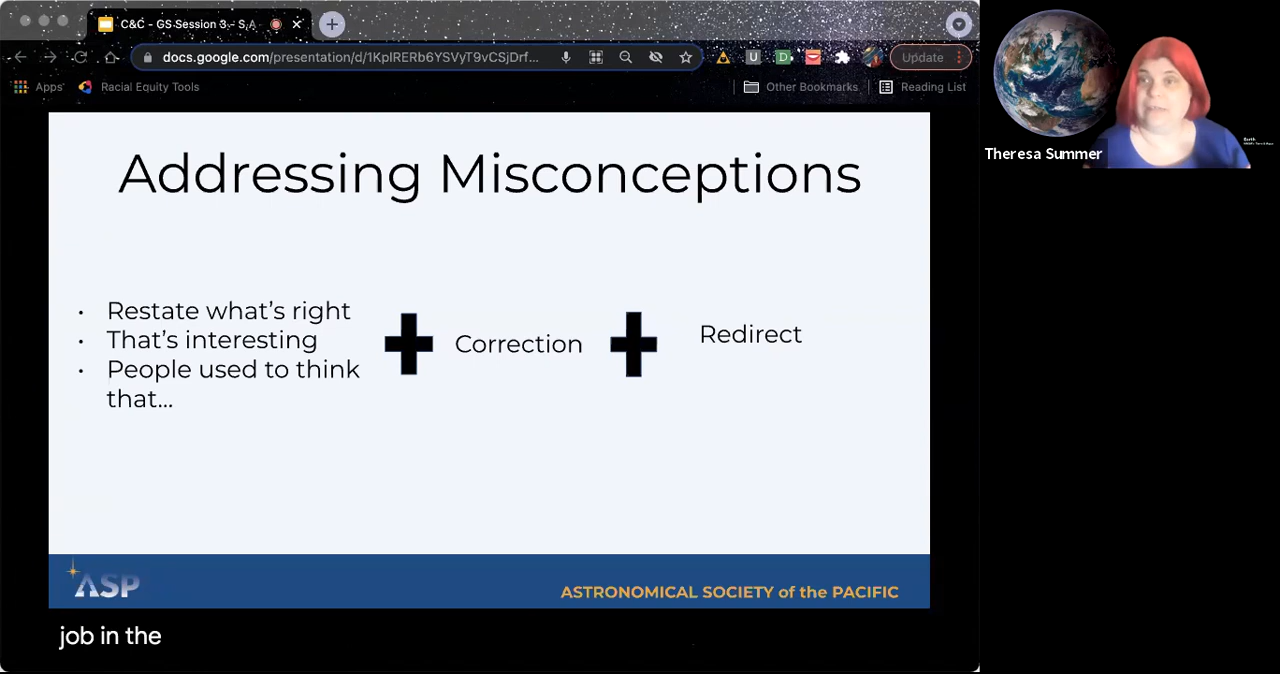 C&C - GS Session 3 - S,A
docs.google.com/presentation/d/1KpIRERb6YSVyT9vCSjDrf...
Update
Apps
Racial Equity Tools
Other Bookmarks
Reading List
Theresa Summer
Addressing Misconceptions
• Restate what's right
• That's interesting
• People used to think
that...
Correction
Redirect
ASP
ASTRONOMICAL SOCIETY of the PACIFIC
job in the